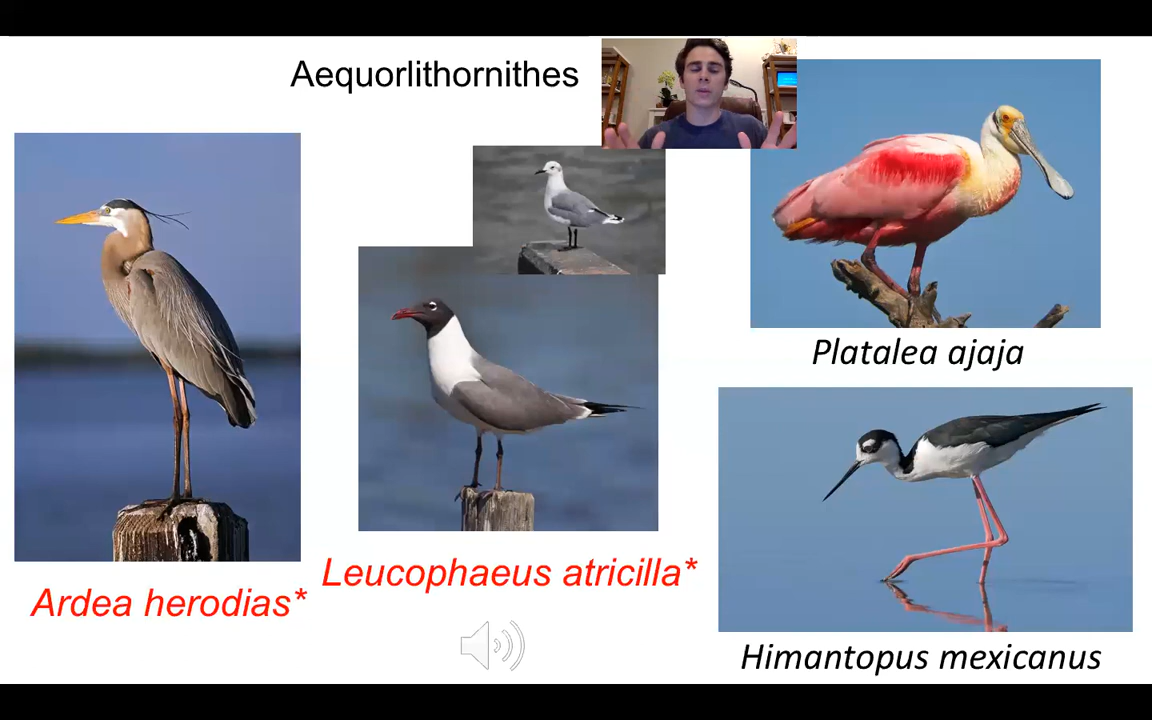 Aequorlithornithes
Platalea ajaja
Leucophaeus atricilla*
Ardea herodias*
Himantopus mexicanus